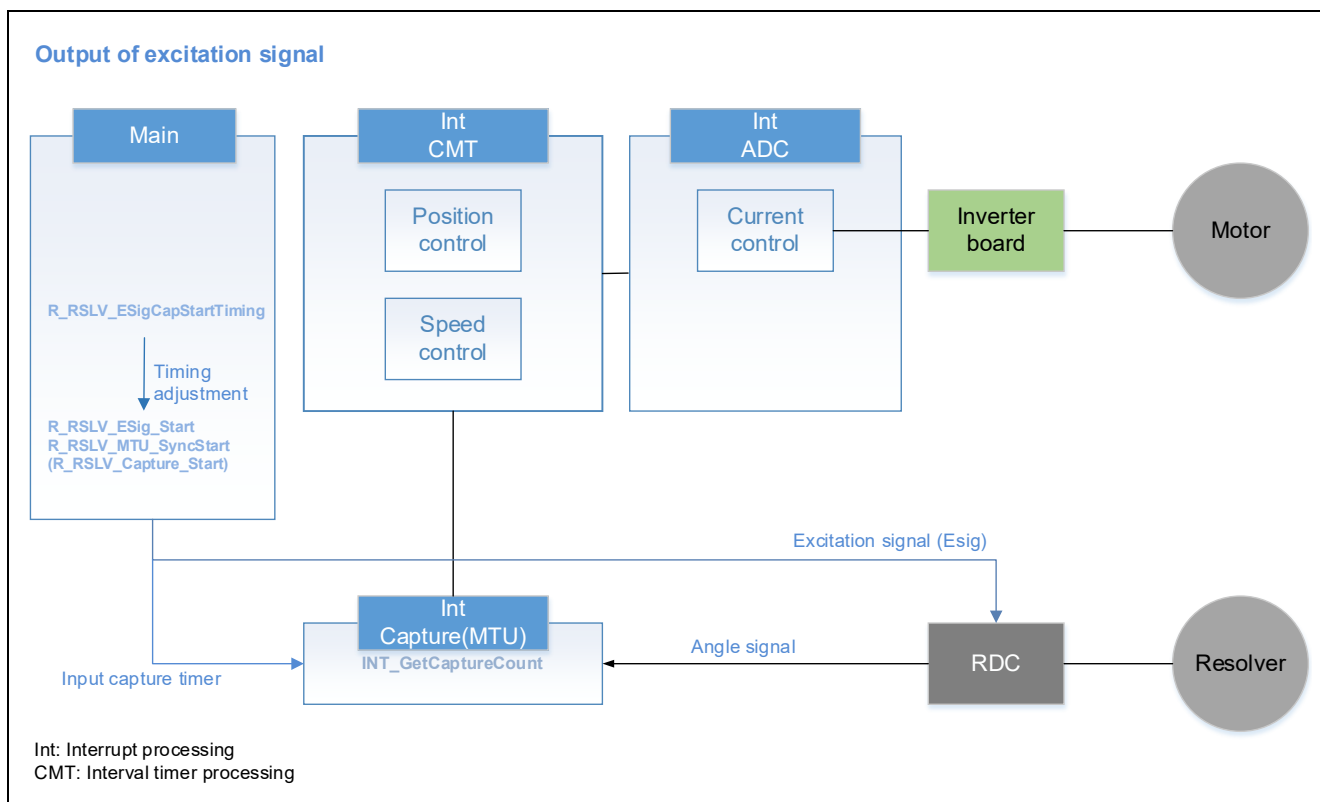 Output of excitation signal
Main
Int
CMT
Int
ADC
Position
control
Current
control
Inverter
board
Motor
R_RSLV_ESigCapStartTiming
Speed
control
Timing
adjustment
R_RSLV_ESig_Start
R_RSLV_MTU_SyncStart
(R_RSLV_Capture_Start)
Excitation signal (Esig)
Int
Capture(MTU)
INT_GetCaptureCount
Angle signal
RDC
Resolver
Input capture timer
Int: Interrupt processing
CMT: Interval timer processing